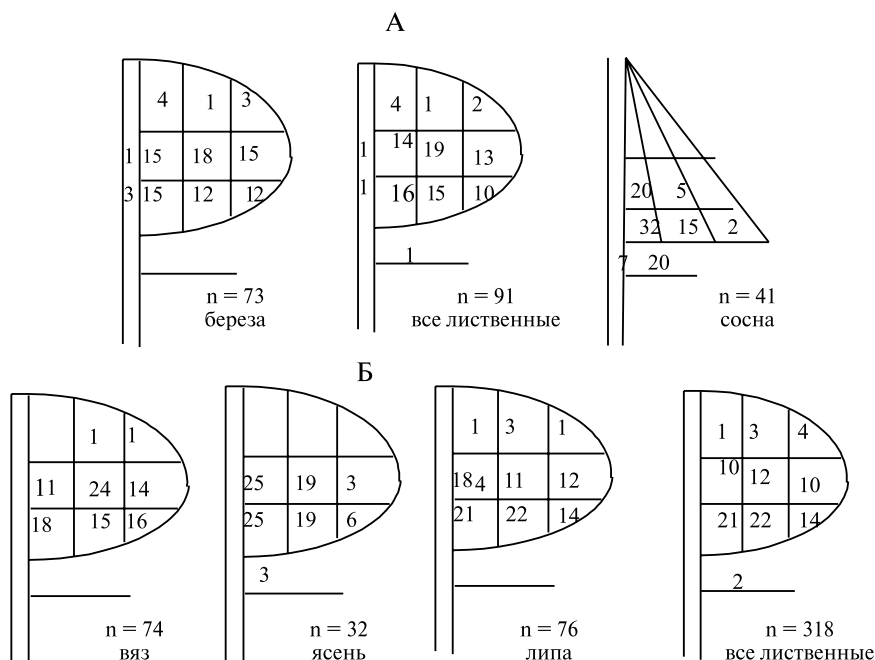 А
4 1 3
1 15 18 15
3 15 12 12
n = 73
береза
4 1 2
1 14 19 13
1 16 15 10
1
n = 91
все лиственные
20 5
32 15 2
7 20
n = 41
сосна
Б
1 1
11 24 14
18 15 16
n = 74
вяз
25 19 3
25 19 6
3
n = 32
ясень
1 3 1
184 11 12
21 22 14
n = 76
липа
1 3 4
10 12 10
21 22 14
2
n = 318
все лиственные